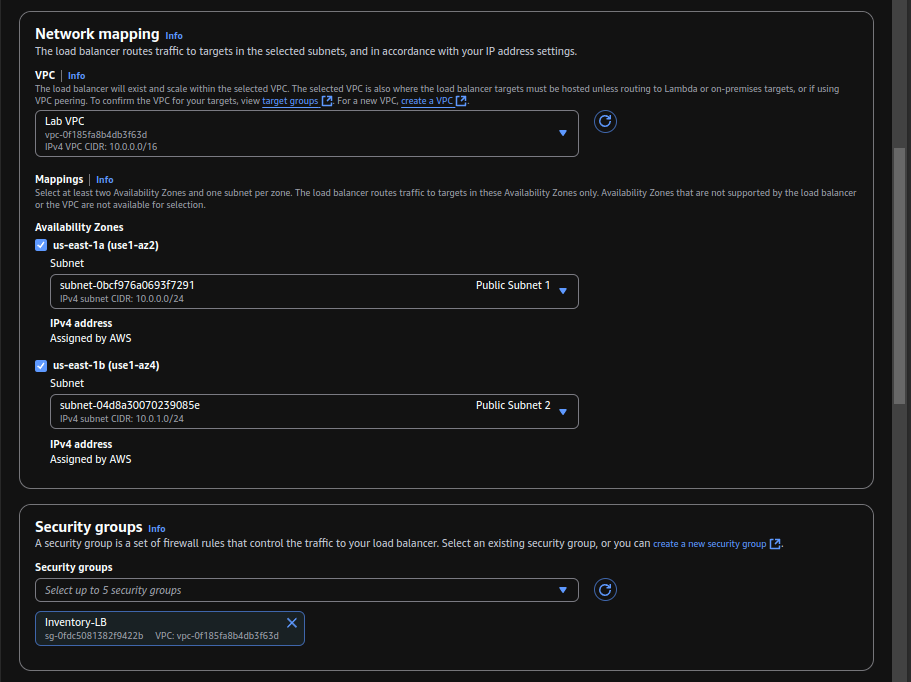 Network mapping Info
The load balancer routes traffic to targets in the selected subnets, and in accordance with your IP address settings.
VPC | Info
The load balancer will exist and scale within the selected VPC. The selected VPC is also where the load balancer targets must be hosted unless routing to Lambda or on-premises targets, or if using
VPC peering. To confirm the VPC for your targets, view target groups. For a new VPC, create a VPC.
Lab VPC
vpc-0f185fa8b4db3f63d
IPv4 VPC CIDR: 10.0.0.0/16
Mappings | Info
Select at least two Availability Zones and one subnet per zone. The load balancer routes traffic to targets in these Availability Zones only. Availability Zones that are not supported by the load balancer
or the VPC are not available for selection.
Availability Zones
us-east-1a (use1-az2)
Subnet
subnet-0bcf976a0693f7291 Public Subnet 1
IPv4 subnet CIDR: 10.0.0.0/24
IPv4 address
Assigned by AWS
us-east-1b (use1-az4)
Subnet
subnet-04d8a30070239085e Public Subnet 2
IPv4 subnet CIDR: 10.0.1.0/24
IPv4 address
Assigned by AWS
Security groups Info
A security group is a set of firewall rules that control the traffic to your load balancer. Select an existing security group, or you can create a new security group.
Security groups
Select up to 5 security groups
Inventory-LB
sg-0fdc5081382f9422b VPC: vpc-0f185fa8b4db3f63d